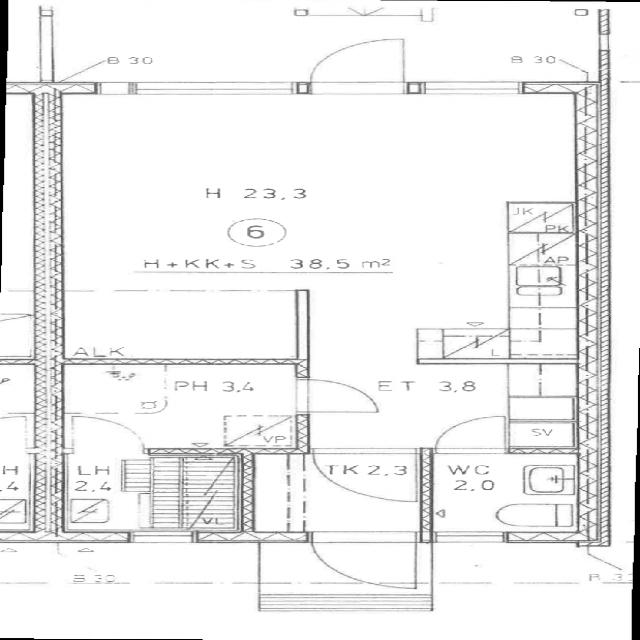 B 30
B 30
H 23,3
JK
PK
6
AP
H+KK+S 38,5 m²
ALK
L
PH 3,4
ET 3,8
SV
VP
H
LH
TK 2,3
WC
,4
2,4
2,0
VL
B 30